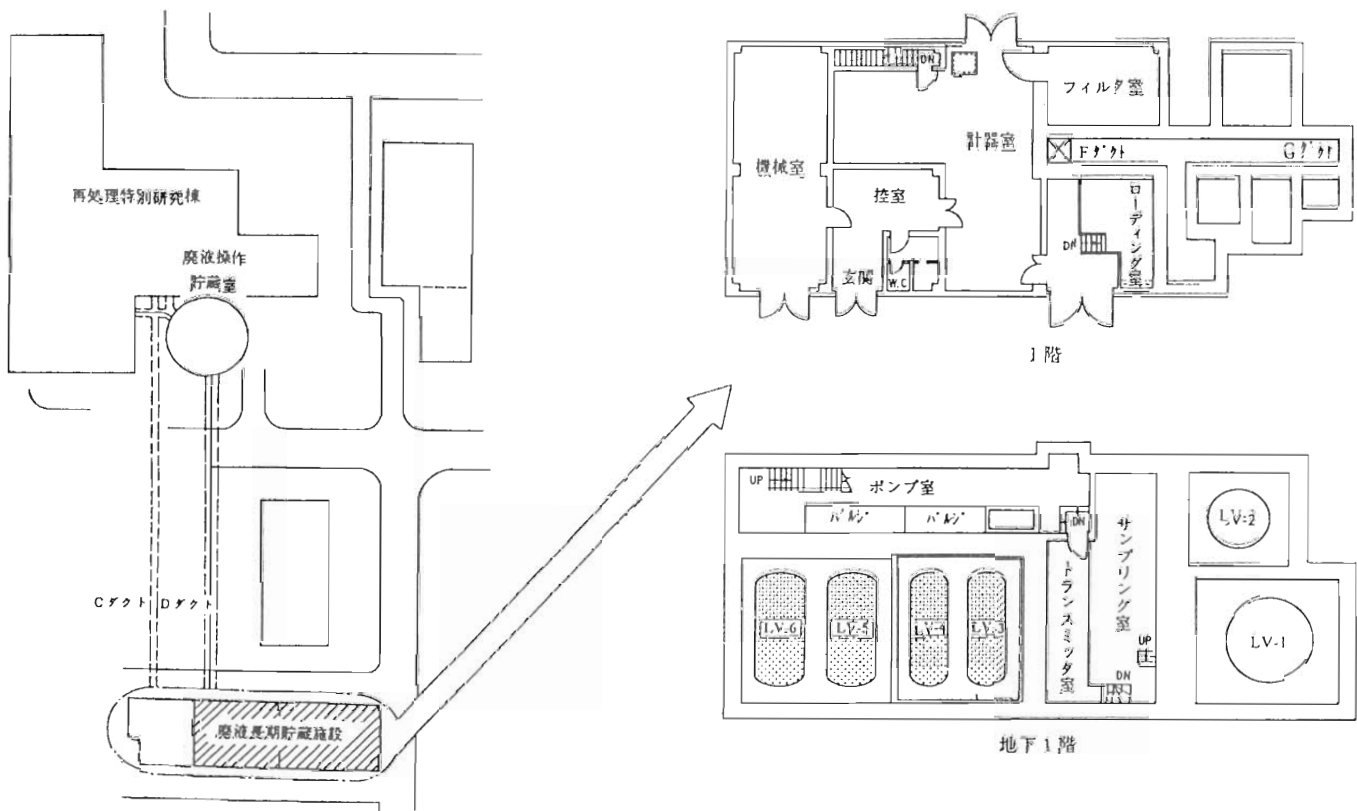 再処理特別研究棟
廃液操作
貯蔵室
Cダクト
Dダクト
廃液長期貯蔵施設
DN
フィルタ室
計器室
Fダクト
Gダクト
機械室
控室
ローディング室
DN
玄関
W.C
1階
UP
ポンプ室
バルジ
バルジ
DN
サンプリング室
LV-2
トランスミッタ室
LV-6
LV-5
LV-4
LV-3
LV-1
UP
DN
地下1階